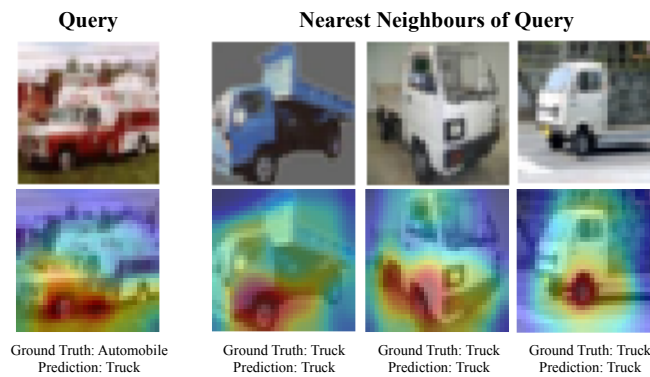 Query
Nearest Neighbours of Query
Ground Truth: Automobile
Prediction: Truck
Ground Truth: Truck
Prediction: Truck
Ground Truth: Truck
Prediction: Truck
Ground Truth: Truck
Prediction: Truck